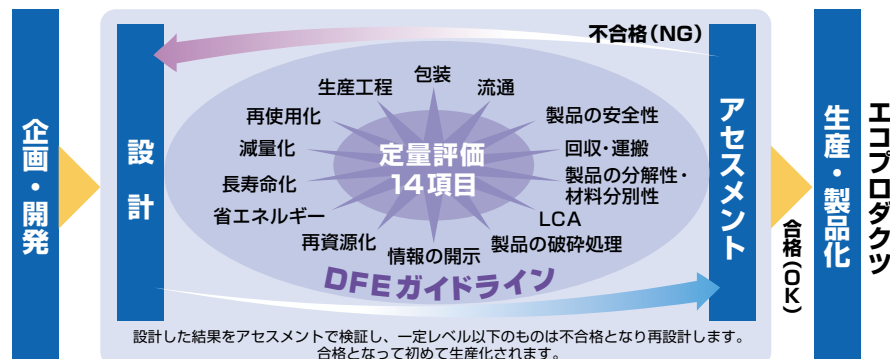 企画・開発
設計
不合格(NG)
包装
生産工程
流通
再使用化
製品の安全性
減量化
回収・運搬
定量評価
14項目
長寿命化
製品の分解性・
材料分別性
省エネルギー
LCA
再資源化
情報の開示
製品の破砕処理
DFEガイドライン
アセスメント
合格(OK)
生産・製品化
エコプロダクツ
設計した結果をアセスメントで検証し、一定レベル以下のものは不合格となり再設計します。
合格となって初めて生産化されます。